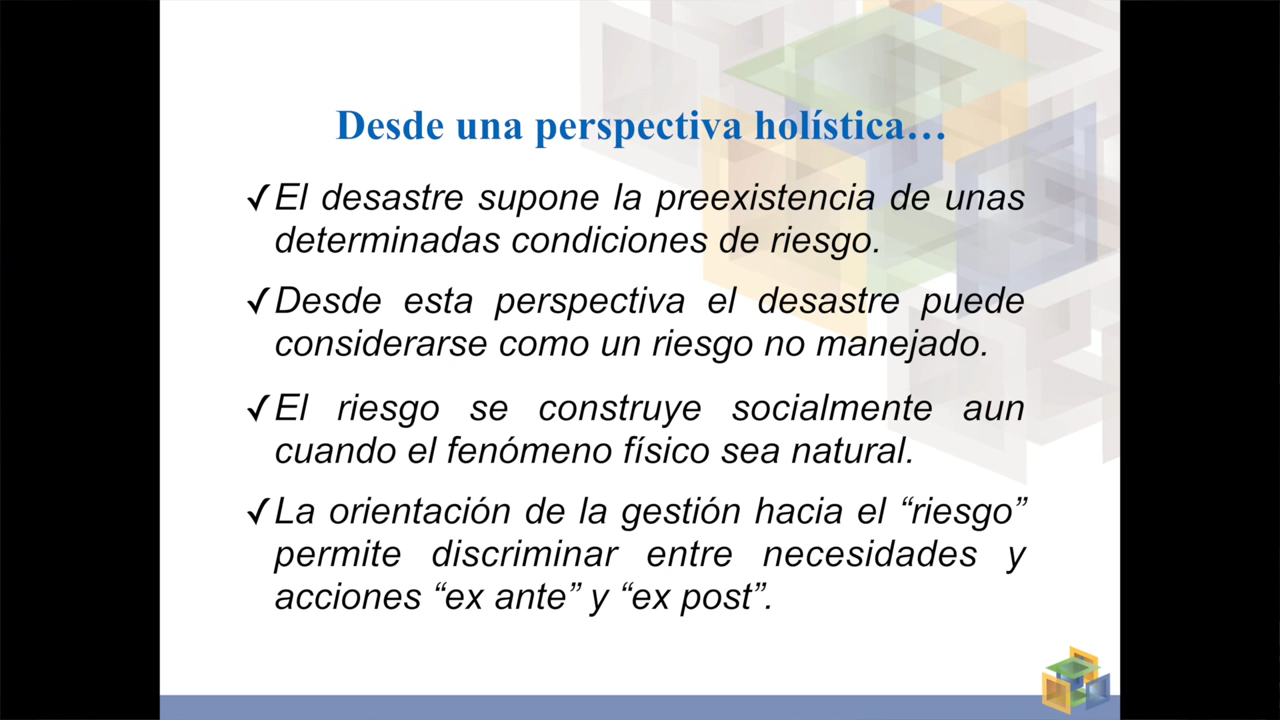 Desde una perspectiva holística…
✓El desastre supone la preexistencia de unas
determinadas condiciones de riesgo.
✓Desde esta perspectiva el desastre puede
considerarse como un riesgo no manejado.
✓El riesgo se construye socialmente aun
cuando el fenómeno físico sea natural.
✓La orientación de la gestión hacia el “riesgo”
permite discriminar entre necesidades y
acciones “ex ante” y “ex post”.